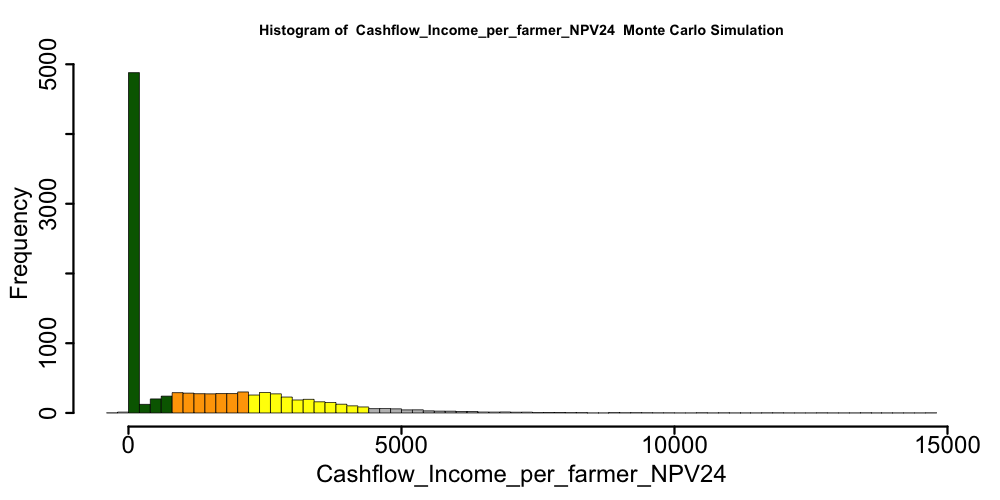 Histogram of  Cashflow_Income_per_farmer_NPV24  Monte Carlo Simulation
Frequency
5000
3000
1000
0
0 5000 10000 15000
Cashflow_Income_per_farmer_NPV24